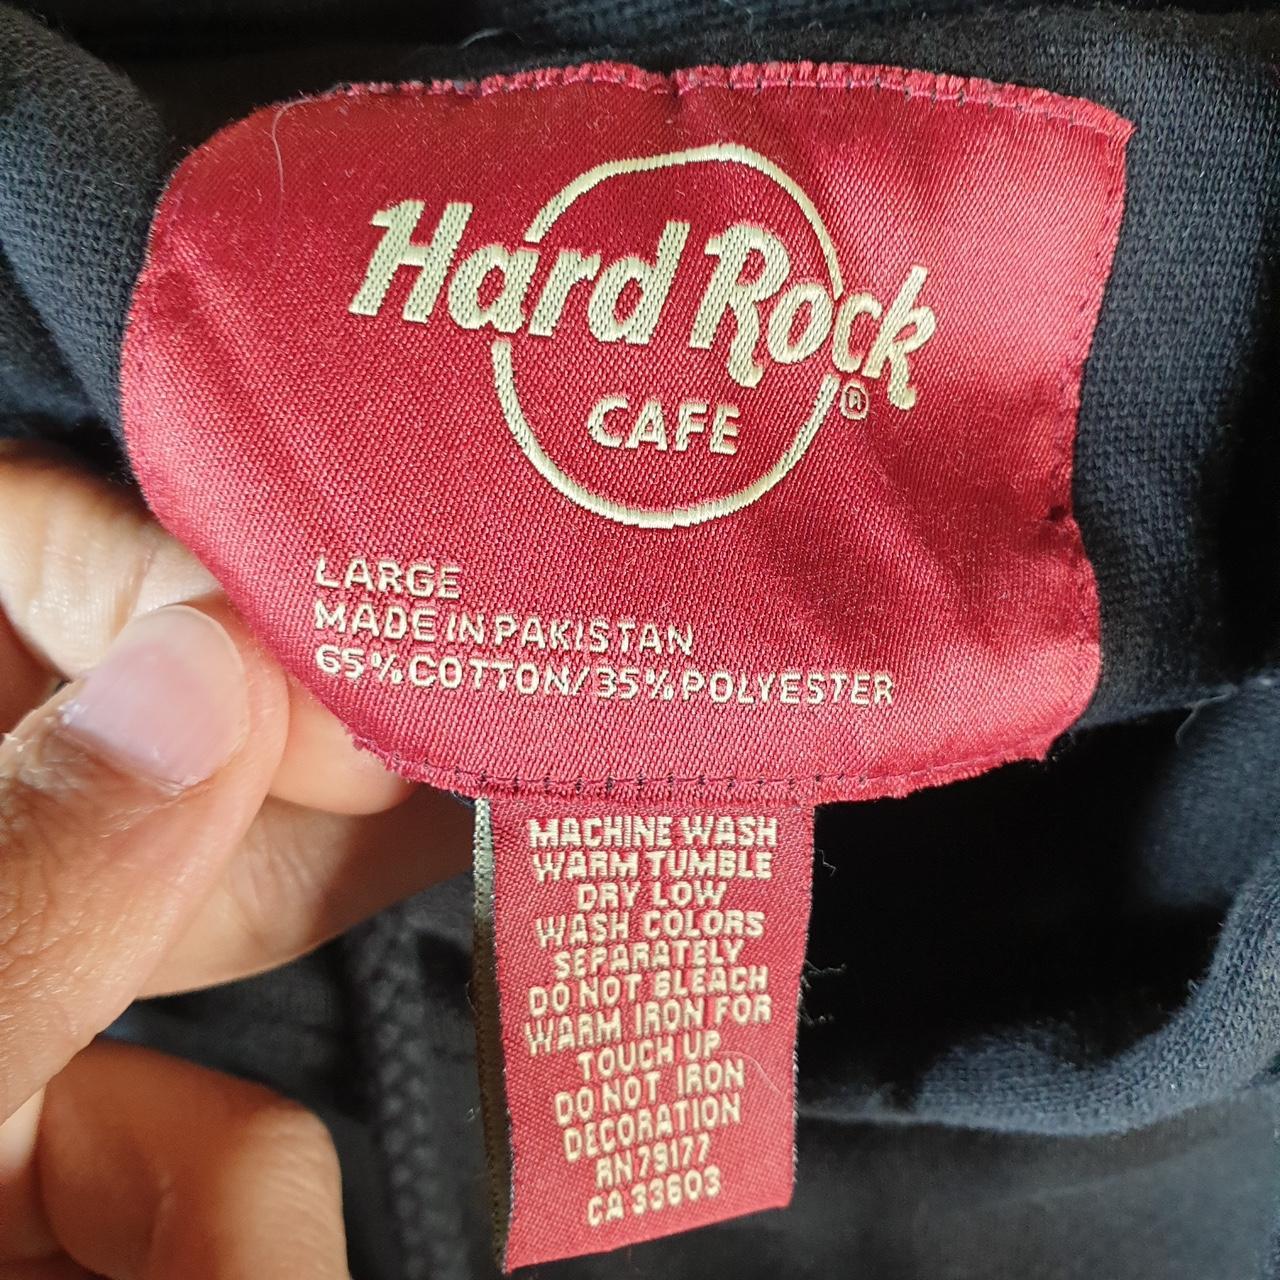 Hard Rock
®
CAFE
LARGE
MADE IN PAKISTAN
65% COTTON/35% POLYESTER
MACHINE WASH
WARM TUMBLE
DRY LOW
WASH COLORS
SEPARATELY
DO NOT BLEACH
WARM IRON FOR
TOUCH UP
DO NOT IRON
DECORATION
RN 79177
CA 33603